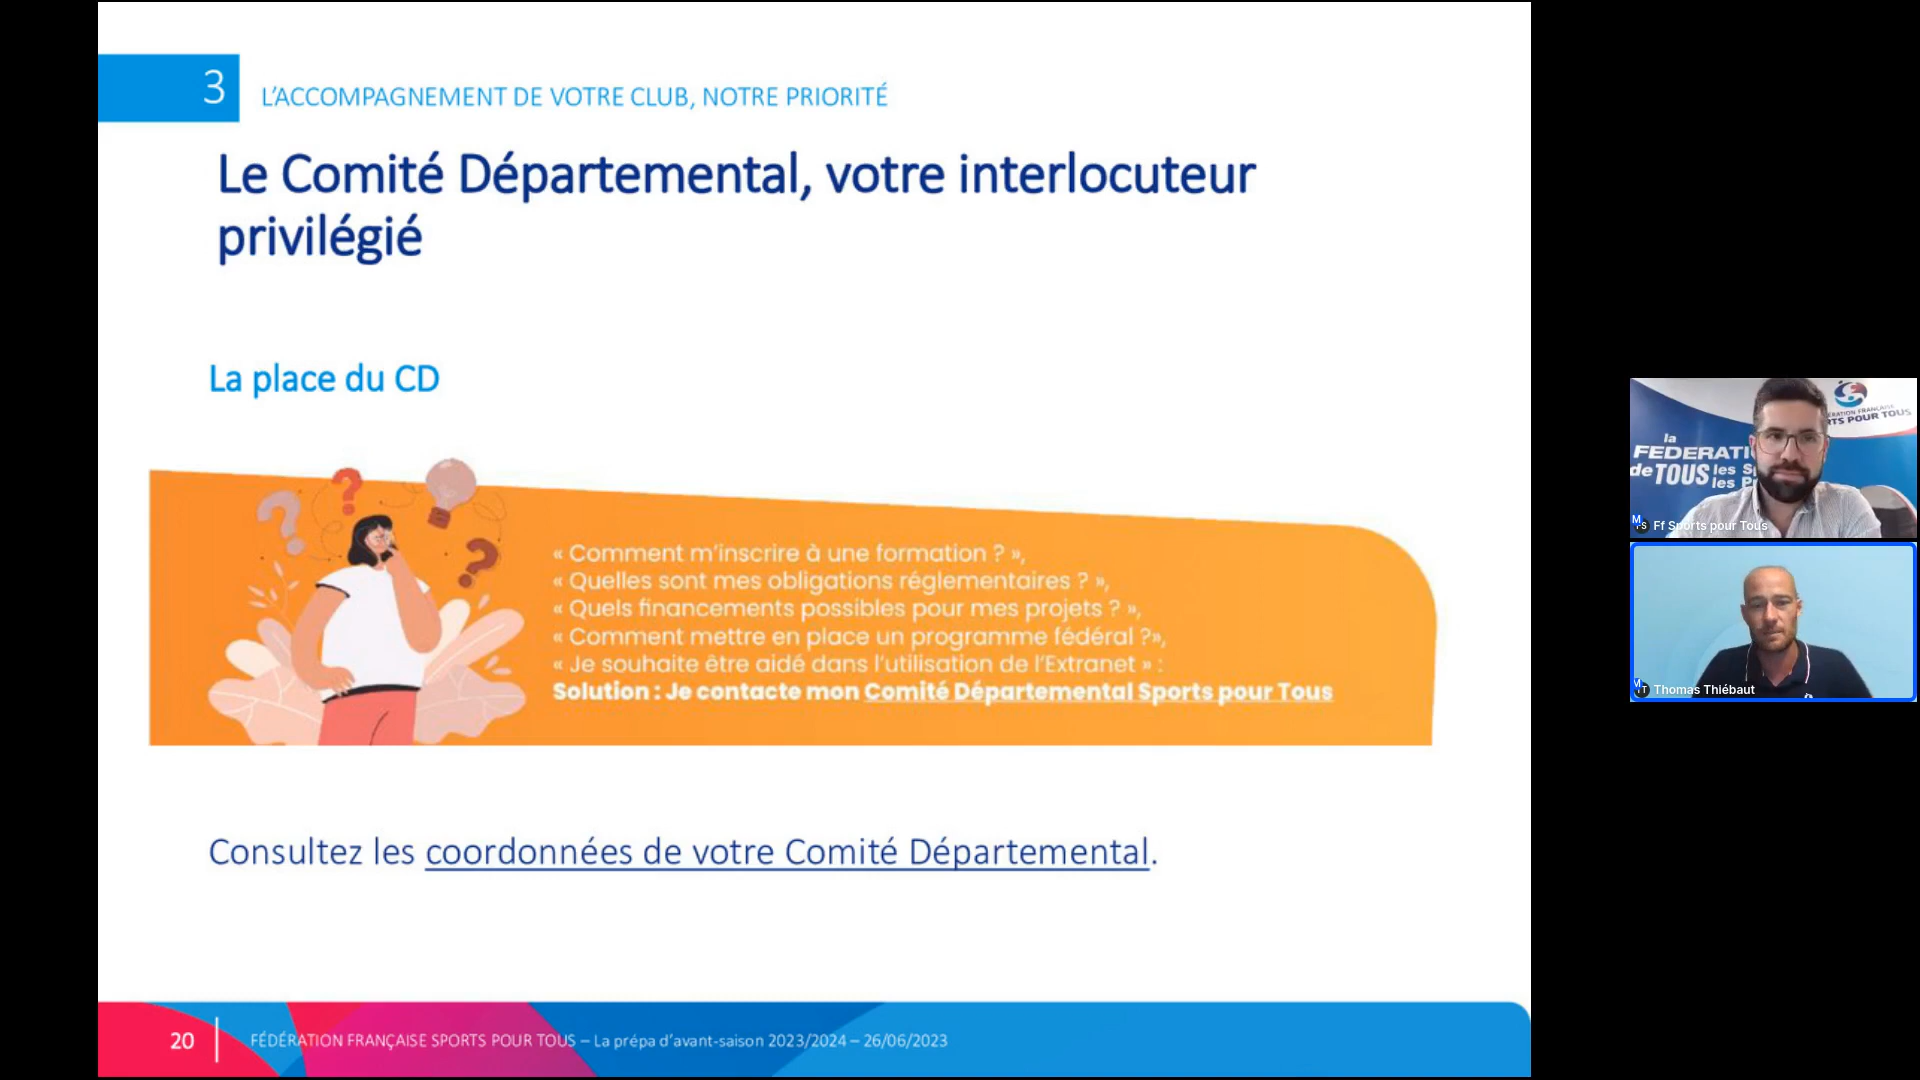 3
L'ACCOMPAGNEMENT DE VOTRE CLUB, NOTRE PRIORITÉ
Le Comité Départemental, votre interlocuteur
privilégié
La place du CD
« Comment m'inscrire à une formation ? »,
« Quelles sont mes obligations réglementaires ? »,
« Quels financements possibles pour mes projets ? »,
« Comment mettre en place un programme fédéral ?»,
« Je souhaite être aidé dans l'utilisation de l'Extranet » :
Solution : Je contacte mon Comité Départemental Sports pour Tous
Consultez les coordonnées de votre Comité Départemental.
20
FÉDÉRATION FRANÇAISE SPORTS POUR TOUS – La prépa d'avant-saison 2023/2024 – 26/06/2023
FRANÇAISE
POUR TOUS
la
de TOUS les
les
Ff Sports pour Tous
Thomas Thiébaut